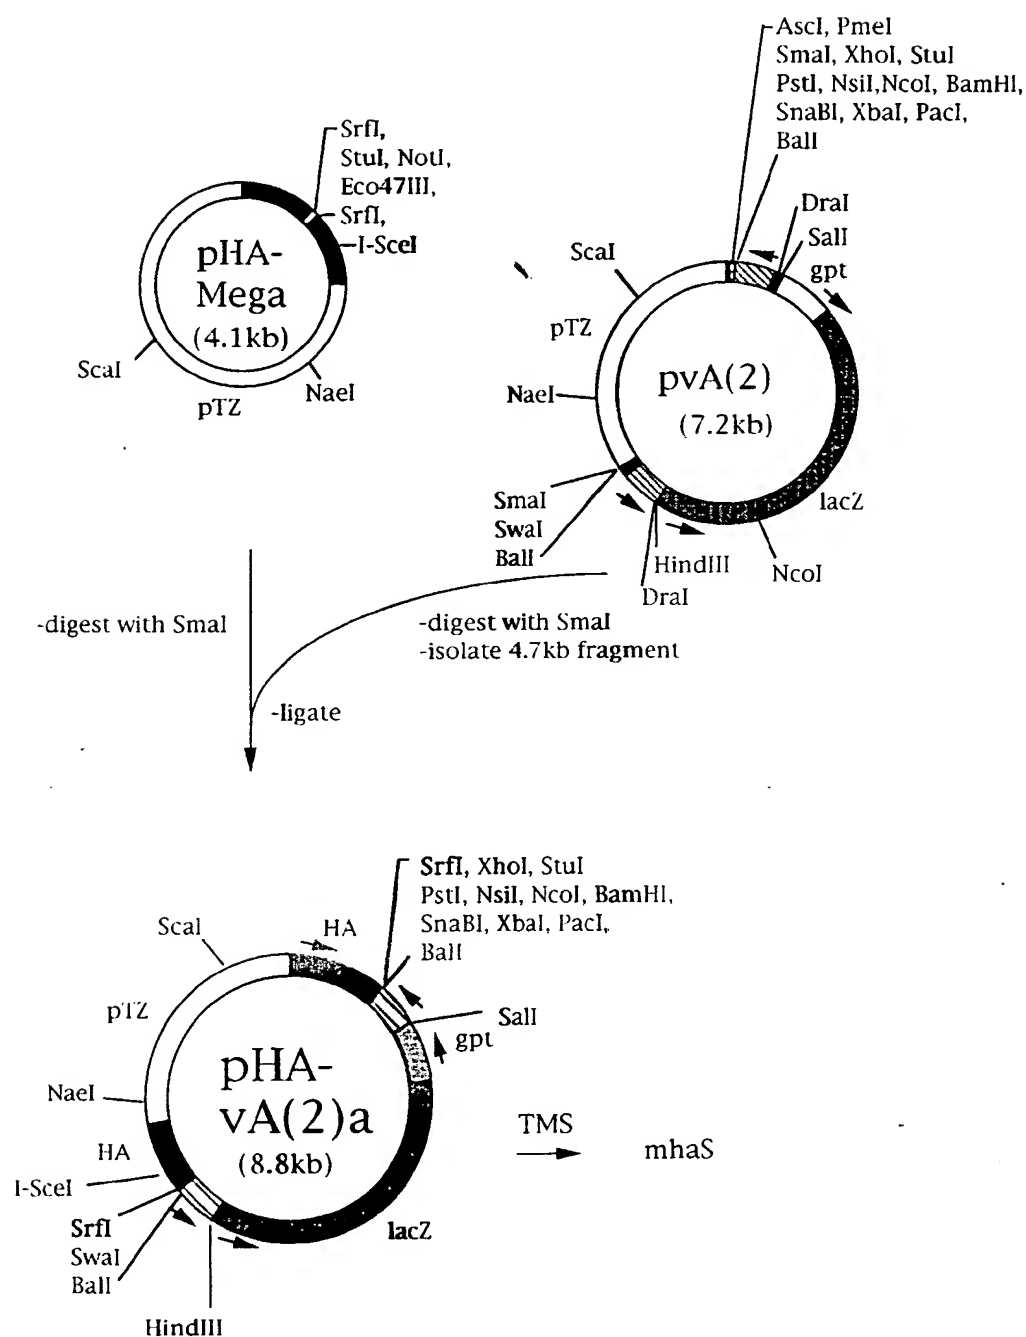 AscI, PmeI
SmaI, XhoI, StuI
PstI, NsiI,NcoI, BamHI,
SnaBI, XbaI, PacI,
BalI
SrfI,
StuI, NotI,
Eco47III,
SrfI,
I-SceI
pHA-
Mega
(4.1kb)
ScaI
pTZ
NaeI
DraI
SalI
gpt
ScaI
pTZ
NaeI
pvA(2)
(7.2kb)
lacZ
SmaI
SwaI
BalI
HindIII
DraI
NcoI
-digest with SmaI
-digest with SmaI
-isolate 4.7kb fragment
-ligate
SrfI, XhoI, StuI
PstI, NsiI, NcoI, BamHI,
SnaBI, XbaI, PacI,
BalI
ScaI
HA
pTZ
SalI
gpt
NaeI
pHA-
vA(2)a
(8.8kb)
HA
I-SceI
SrfI
SwaI
BalI
HindIII
lacZ
TMS
mhaS